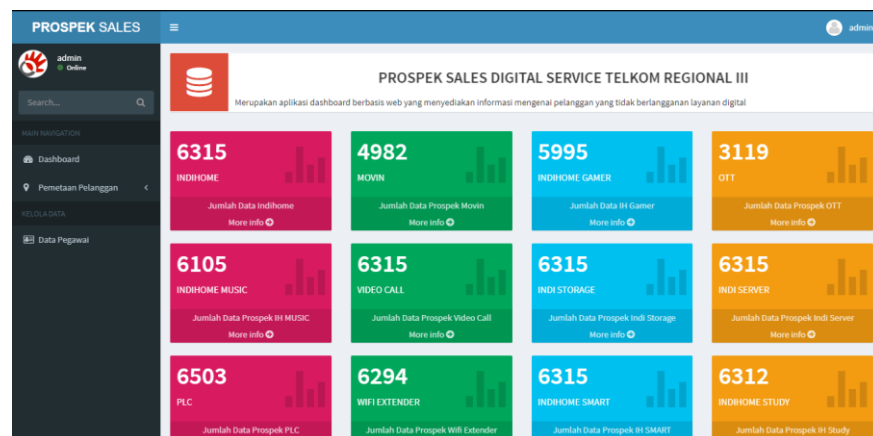 PROSPEK SALES
admin
admin
Online
Search...
MAIN NAVIGATION
Dashboard
Pemetaan Pelanggan
KELOLA DATA
Data Pegawai
PROSPEK SALES DIGITAL SERVICE TELKOM REGIONAL III
Merupakan aplikasi dashboard berbasis web yang menyediakan informasi mengenai pelanggan yang tidak berlangganan layanan digital
6315
INDIHOME
Jumlah Data Indihome
More info
4982
MOVIN
Jumlah Data Prospek Movin
More info
5995
INDIHOME GAMER
Jumlah Data IH Gamer
More info
3119
OTT
Jumlah Data Prospek OTT
More info
6105
INDIHOME MUSIC
Jumlah Data Prospek IH MUSIC
More info
6315
VIDEO CALL
Jumlah Data Prospek Video Call
More info
6315
INDI STORAGE
Jumlah Data Prospek Indi Storage
More info
6315
INDI SERVER
Jumlah Data Prospek Indi Server
More info
6503
PLC
Jumlah Data Prospek PLC
6294
WIFI EXTENDER
Jumlah Data Prospek Wifi Extender
6315
INDIHOME SMART
Jumlah Data Prospek IH SMART
6312
INDIHOME STUDY
Jumlah Data Prospek IH Study